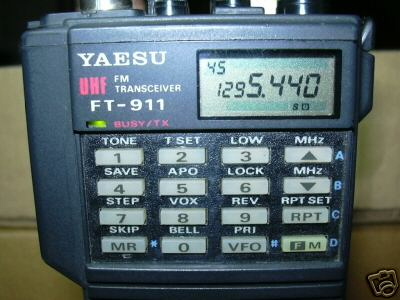 YAESU
UHF FM TRANSCEIVER
FT-911
BUSY/TX
45
1295.440
S D
TONE T SET LOW MHz
1 2 3 ▲ A
SAVE APO LOCK MHz
4 5 6 ▼ B
STEP VOX REV RPT SET
7 8 9 RPT C
SKIP BELL PRI
MR * 0 VFO # F M D